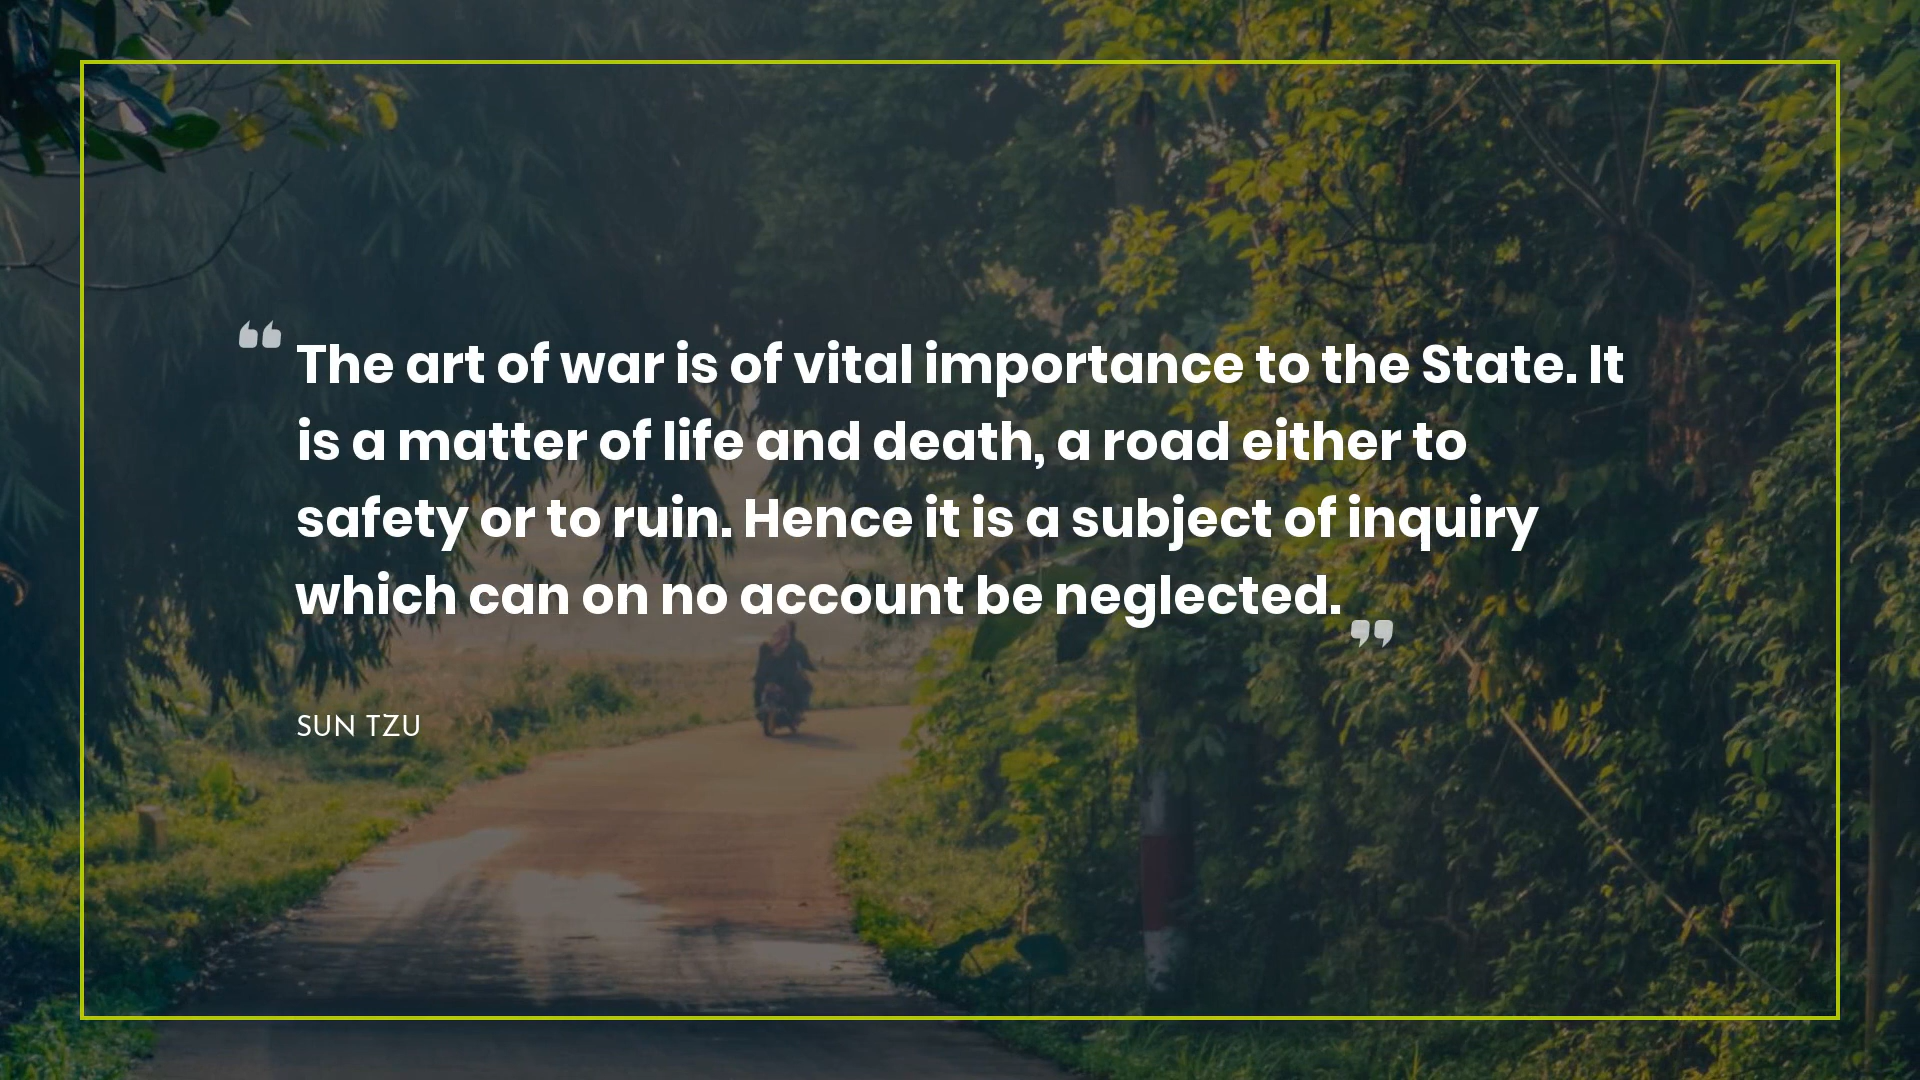 “The art of war is of vital importance to the State. It
is a matter of life and death, a road either to
safety or to ruin. Hence it is a subject of inquiry
which can on no account be neglected.”
SUN TZU